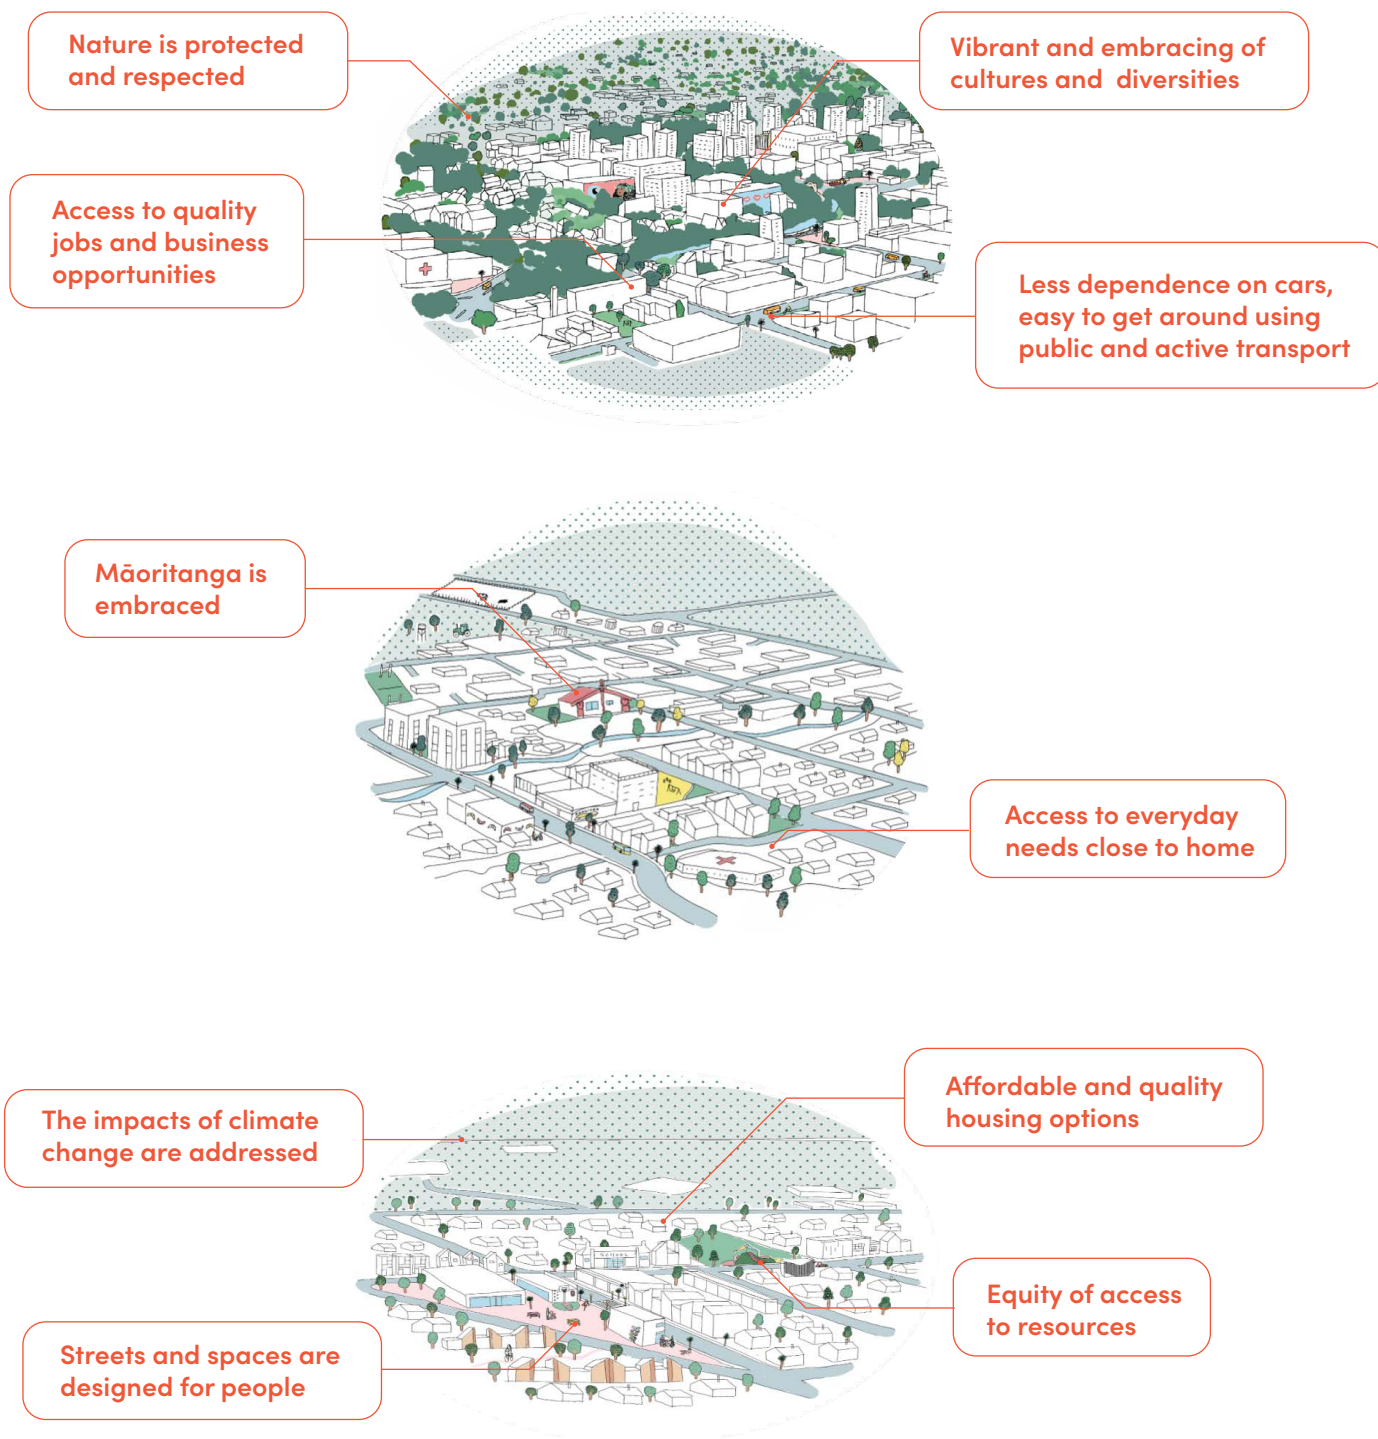 Nature is protected
and respected
Vibrant and embracing of
cultures and diversities
Access to quality
jobs and business
opportunities
Less dependence on cars,
easy to get around using
public and active transport
Māoritanga is
embraced
Access to everyday
needs close to home
Affordable and quality
housing options
The impacts of climate
change are addressed
Equity of access
to resources
Streets and spaces are
designed for people